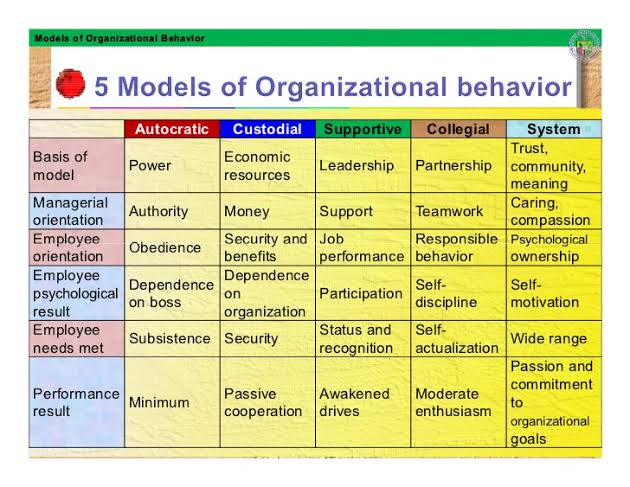 Models of Organizational Behavior
5 Models of Organizational behavior
Autocratic Custodial Supportive Collegial System
Basis of model Power Economic resources Leadership Partnership Trust, community, meaning
Managerial orientation Authority Money Support Teamwork Caring, compassion
Employee orientation Obedience Security and benefits Job performance Responsible behavior Psychological ownership
Employee psychological result Dependence on boss Dependence on organization Participation Self-discipline Self-motivation
Employee needs met Subsistence Security Status and recognition Self-actualization Wide range
Performance result Minimum Passive cooperation Awakened drives Moderate enthusiasm Passion and commitment to organizational goals